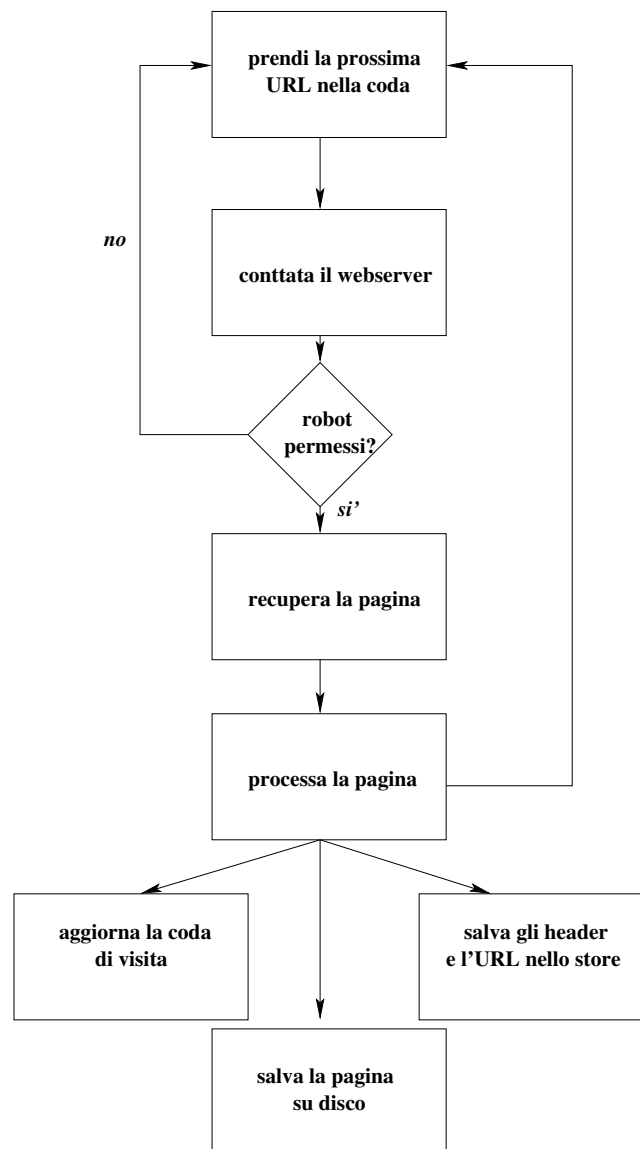 prendi la prossima
URL nella coda
no
conttata il webserver
robot
permessi?
si’
recupera la pagina
processa la pagina
aggiorna la coda
di visita
salva gli header
e l’URL nello store
salva la pagina
su disco